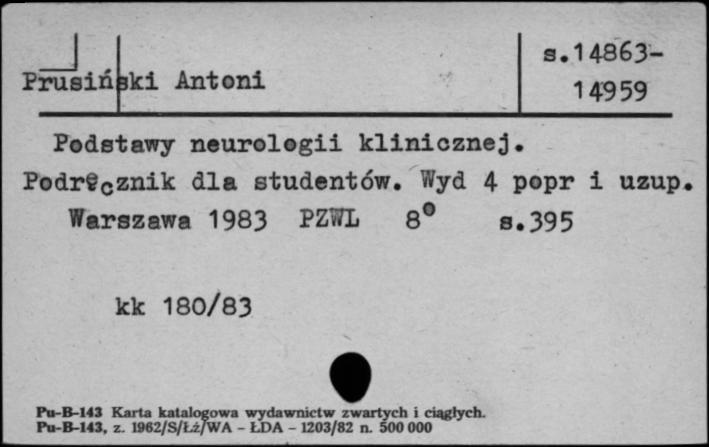 s.14863-
Prusiński Antoni
14959
Podstawy neurologii klinicznej.
Podręcznik dla studentów. Wyd 4 popr i uzup.
Warszawa 1983 PZWL 8° s.395
kk 180/83
Pu-B-143 Karta katalogowa wydawnictw zwartych i ciągłych.
Pu-B-143, z. 1962/S/Łż/WA - ŁDA - 1203/82 n. 500 000